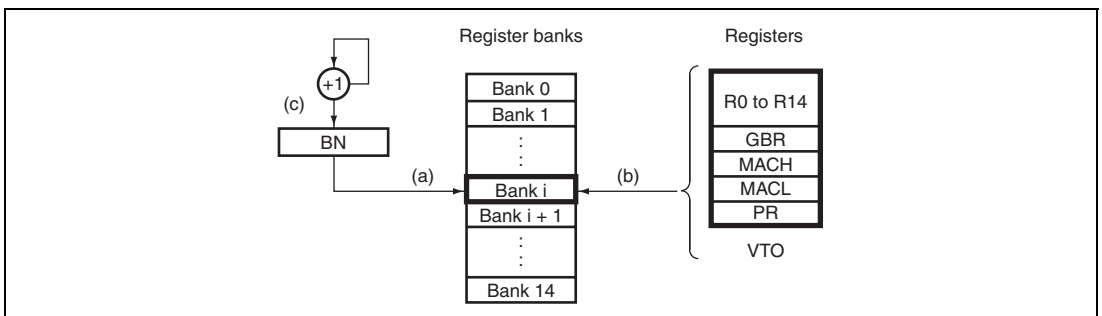 Register banks
Registers
+1
(c)
BN
(a)
Bank 0
Bank 1
:
:
Bank i
Bank i + 1
:
:
Bank 14
(b)
R0 to R14
GBR
MACH
MACL
PR
VTO